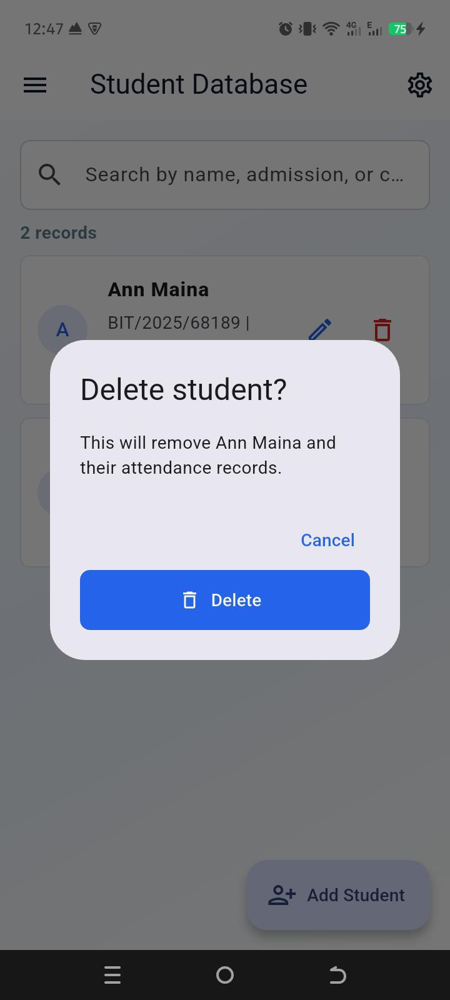 12:47
4G E 75
Student Database
Search by name, admission, or c…
2 records
Ann Maina
A
BIT/2025/68189 |
Delete student?
This will remove Ann Maina and
their attendance records.
Cancel
Delete
Add Student